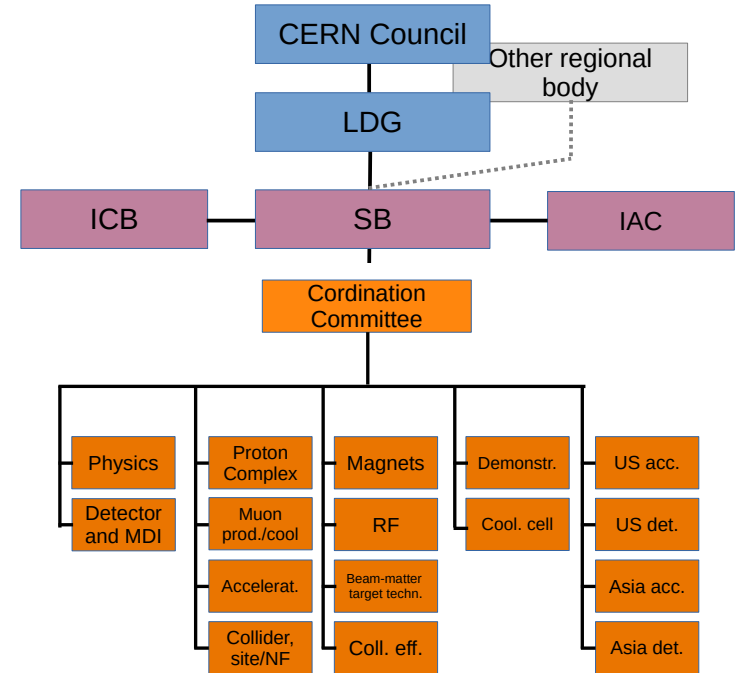 CERN Council
Other regional
body
LDG
ICB
SB
IAC
Cordination
Committee
Physics
Detector
and MDI
Proton
Complex
Muon
prod./cool
Accelerat.
Collider,
site/NF
Magnets
RF
Beam-matter
target techn.
Coll. eff.
Demonstr.
Cool. cell
US acc.
US det.
Asia acc.
Asia det.